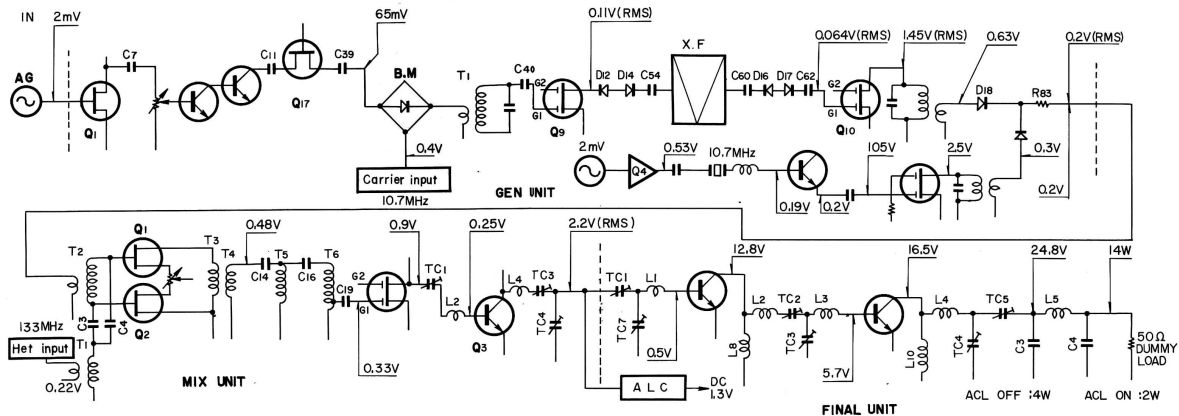 IN
2mV
AG
C7
Q1
C11
Q17
C39
65mV
B.M
0.4V
Carrier input
10.7MHz
T1
C40
G2
G1
Q9
0.11V(RMS)
D12
D14
C54
X.F
C60
D16
D17
C62
0.064V(RMS)
G2
G1
Q10
1.45V(RMS)
0.63V
D18
R83
0.2V(RMS)
0.3V
0.2V
2mV
Q4
0.53V
10.7MHz
0.19V
0.2V
105V
2.5V
GEN UNIT
T2
Q1
T3
T4
0.48V
C14
T5
C16
T6
C19
G2
G1
0.33V
0.9V
TC1
L2
0.25V
Q3
L4
TC3
TC4
2.2V(RMS)
TC1
TC7
L1
0.5V
12.8V
L8
L2
TC2
TC3
L3
5.7V
16.5V
L10
L4
TC4
TC5
24.8V
C3
L5
C4
14W
50Ω
DUMMY
LOAD
133MHz
Het input
0.22V
C3
C4
T1
Q2
MIX UNIT
ALC
DC
1.3V
FINAL UNIT
ACL OFF :4W
ACL ON :2W